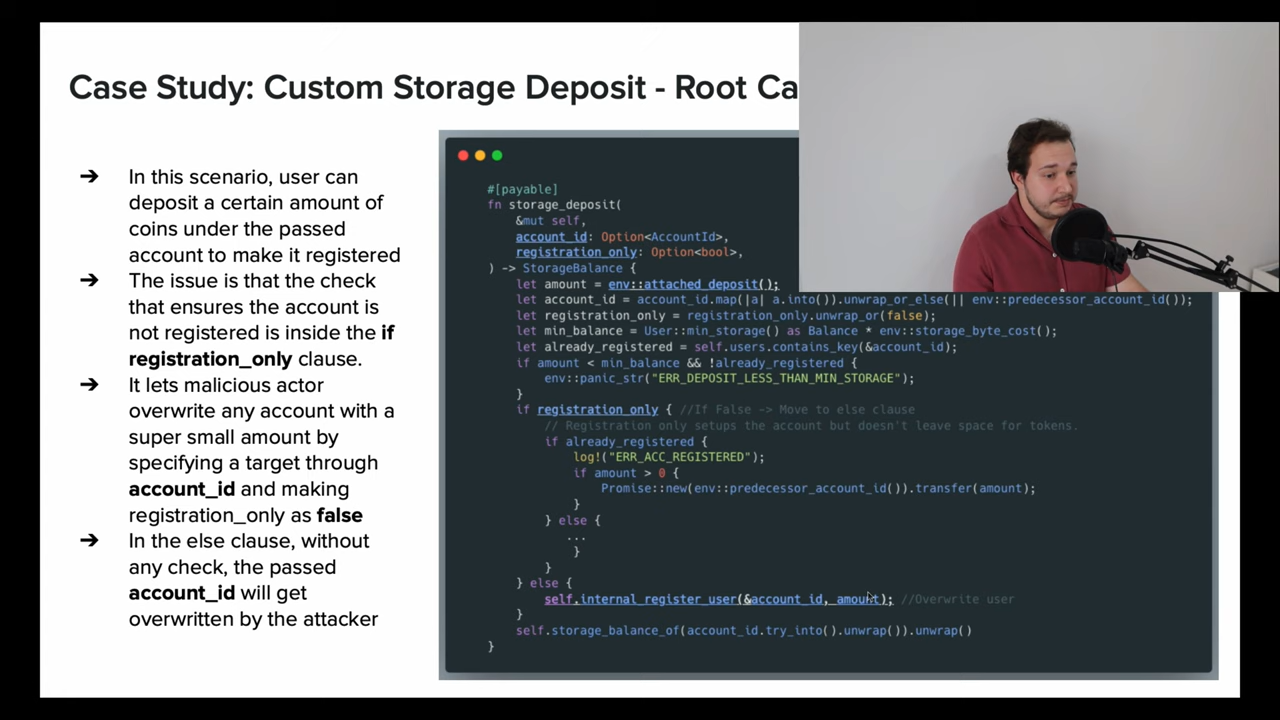 Case Study: Custom Storage Deposit - Root Ca
➔ In this scenario, user can
deposit a certain amount of
coins under the passed
account to make it registered
➔ The issue is that the check
that ensures the account is
not registered is inside the if
registration_only clause.
➔ It lets malicious actor
overwrite any account with a
super small amount by
specifying a target through
account_id and making
registration_only as false
➔ In the else clause, without
any check, the passed
account_id will get
overwritten by the attacker
#[payable]
fn storage_deposit(
&mut self,
account_id: Option<AccountId>,
registration_only: Option<bool>,
) -> StorageBalance {
let amount = env::attached_deposit();
let account_id = account_id.map(|a| a.into()).unwrap_or_else(|| env::predecessor_account_id());
let registration_only = registration_only.unwrap_or(false);
let min_balance = User::min_storage() as Balance * env::storage_byte_cost();
let already_registered = self.users.contains_key(&account_id);
if amount < min_balance && !already_registered {
env::panic_str("ERR_DEPOSIT_LESS_THAN_MIN_STORAGE");
}
if registration_only { //If False -> Move to else clause
// Registration only setups the account but doesn't leave space for tokens.
if already_registered {
log!("ERR_ACC_REGISTERED");
if amount > 0 {
Promise::new(env::predecessor_account_id()).transfer(amount);
}
} else {
...
}
}
} else {
self.internal_register_user(&account_id, amount); //Overwrite user
}
self.storage_balance_of(account_id.try_into().unwrap()).unwrap()
}